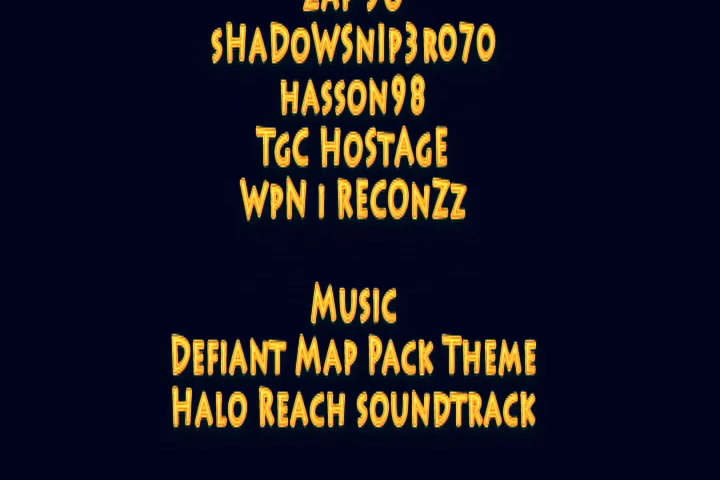 sHaDoWSnIp3r070
hasson98
TgC HoStAgE
WpN i RECOnZz
Music
Defiant Map Pack Theme
Halo Reach soundtrack